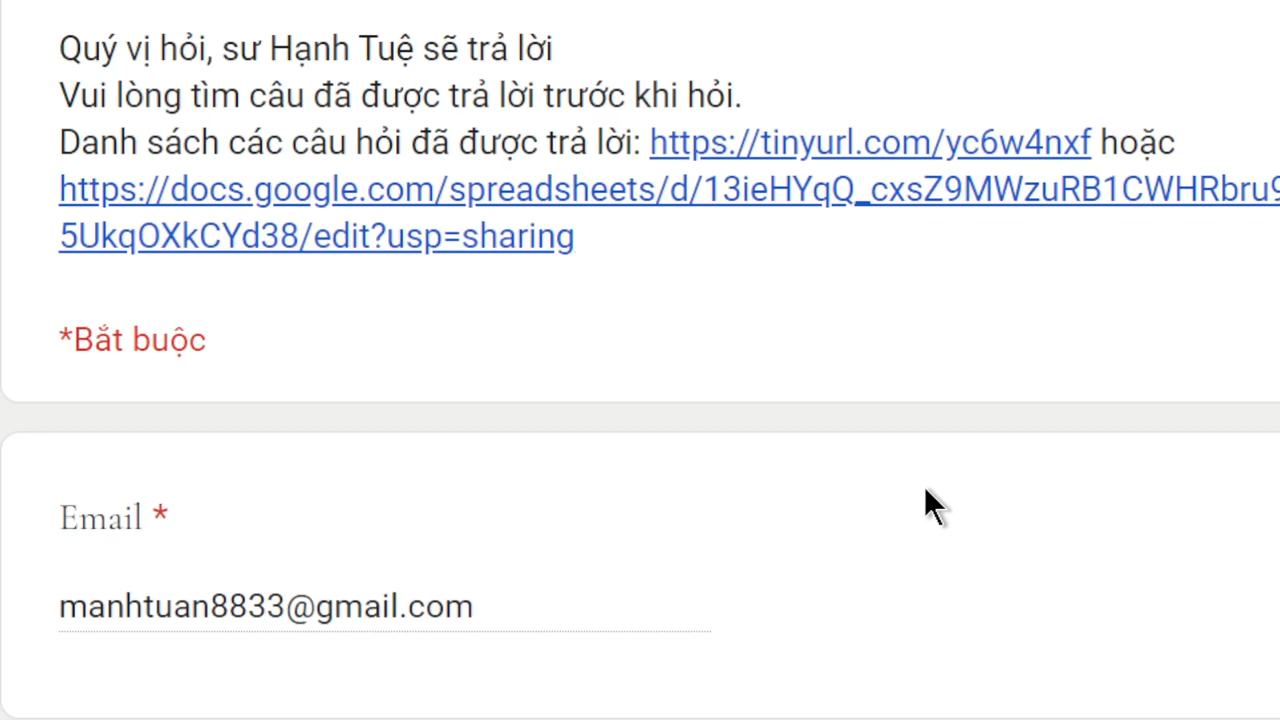 Quý vị hỏi, sư Hạnh Tuệ sẽ trả lời
Vui lòng tìm câu đã được trả lời trước khi hỏi.
Danh sách các câu hỏi đã được trả lời: https://tinyurl.com/yc6w4nxf hoặc
https://docs.google.com/spreadsheets/d/13ieHYqQ_cxsZ9MWzuRB1CWHRbru9
5UkqOXkCYd38/edit?usp=sharing
*Bắt buộc
Email *
manhtuan8833@gmail.com